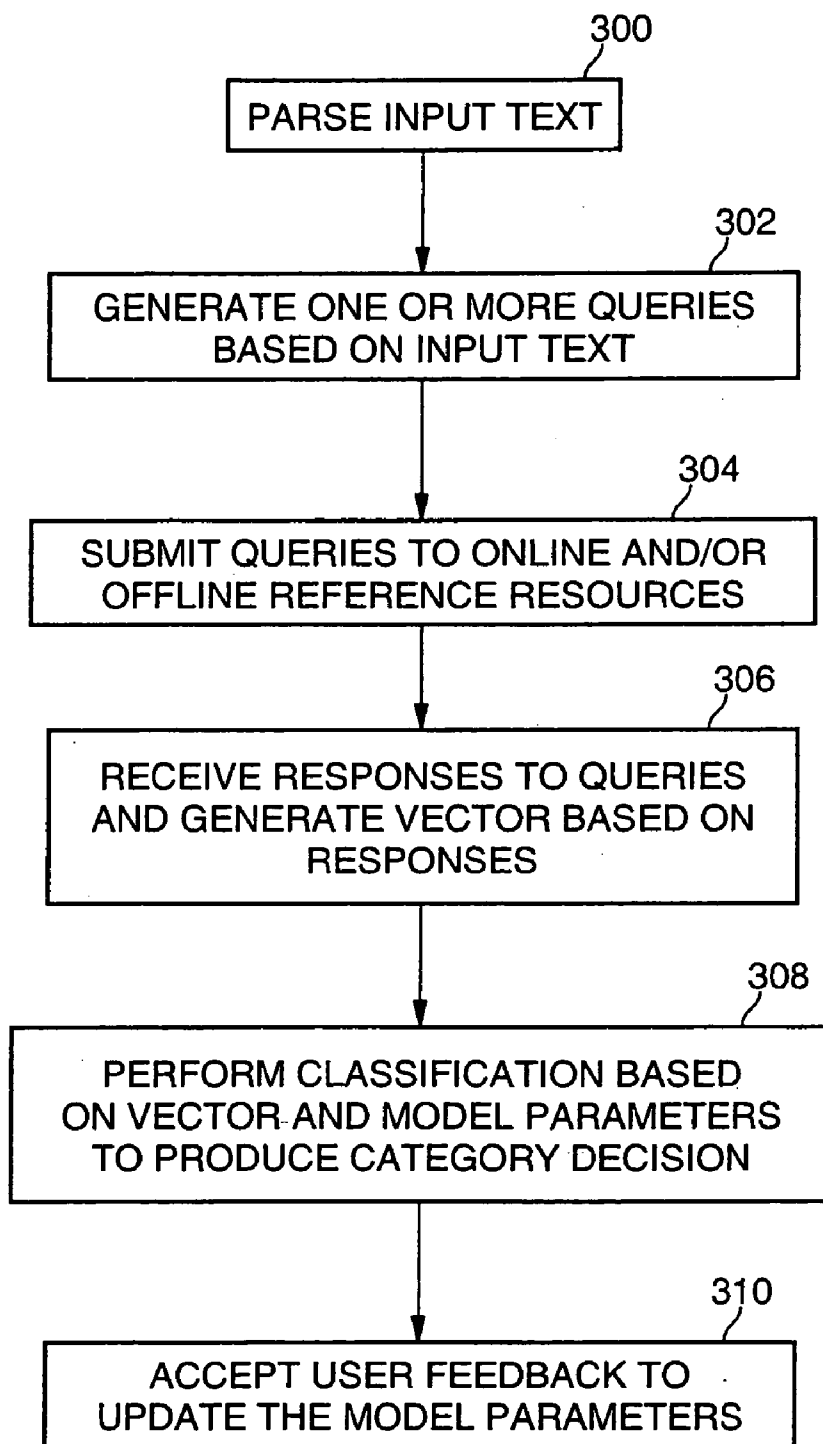 300
PARSE INPUT TEXT
302
GENERATE ONE OR MORE QUERIES
BASED ON INPUT TEXT
304
SUBMIT QUERIES TO ONLINE AND/OR
OFFLINE REFERENCE RESOURCES
306
RECEIVE RESPONSES TO QUERIES
AND GENERATE VECTOR BASED ON
RESPONSES
308
PERFORM CLASSIFICATION BASED
ON VECTOR AND MODEL PARAMETERS
TO PRODUCE CATEGORY DECISION
310
ACCEPT USER FEEDBACK TO
UPDATE THE MODEL PARAMETERS